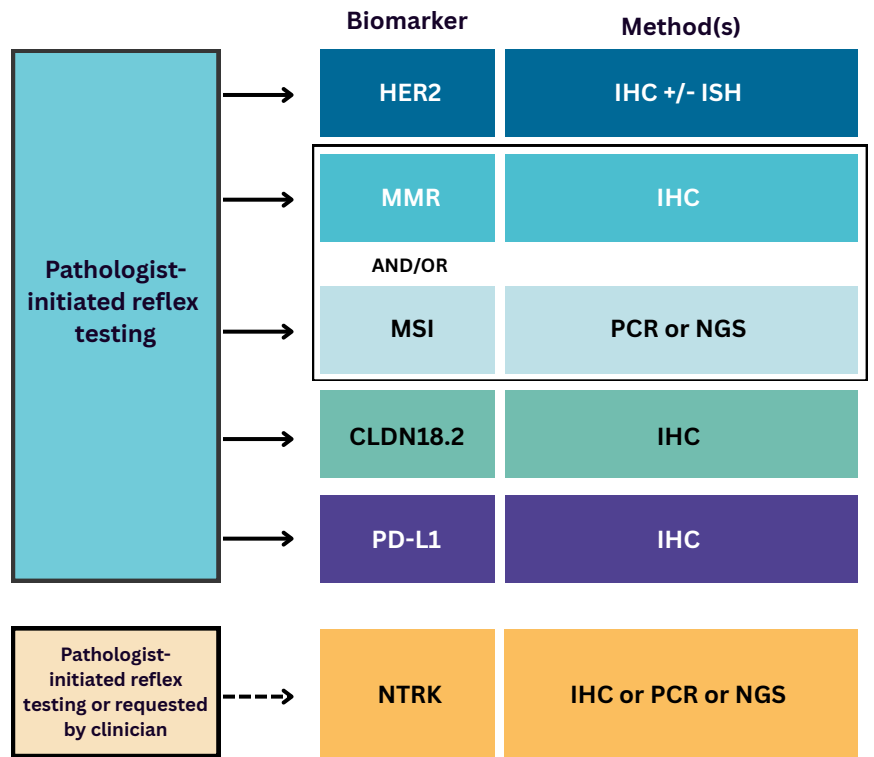 Biomarker
Method(s)
HER2
IHC +/- ISH
MMR
IHC
AND/OR
Pathologist-
initiated reflex
testing
MSI
PCR or NGS
CLDN18.2
IHC
PD-L1
IHC
Pathologist-
initiated reflex
testing or requested
by clinician
NTRK
IHC or PCR or NGS